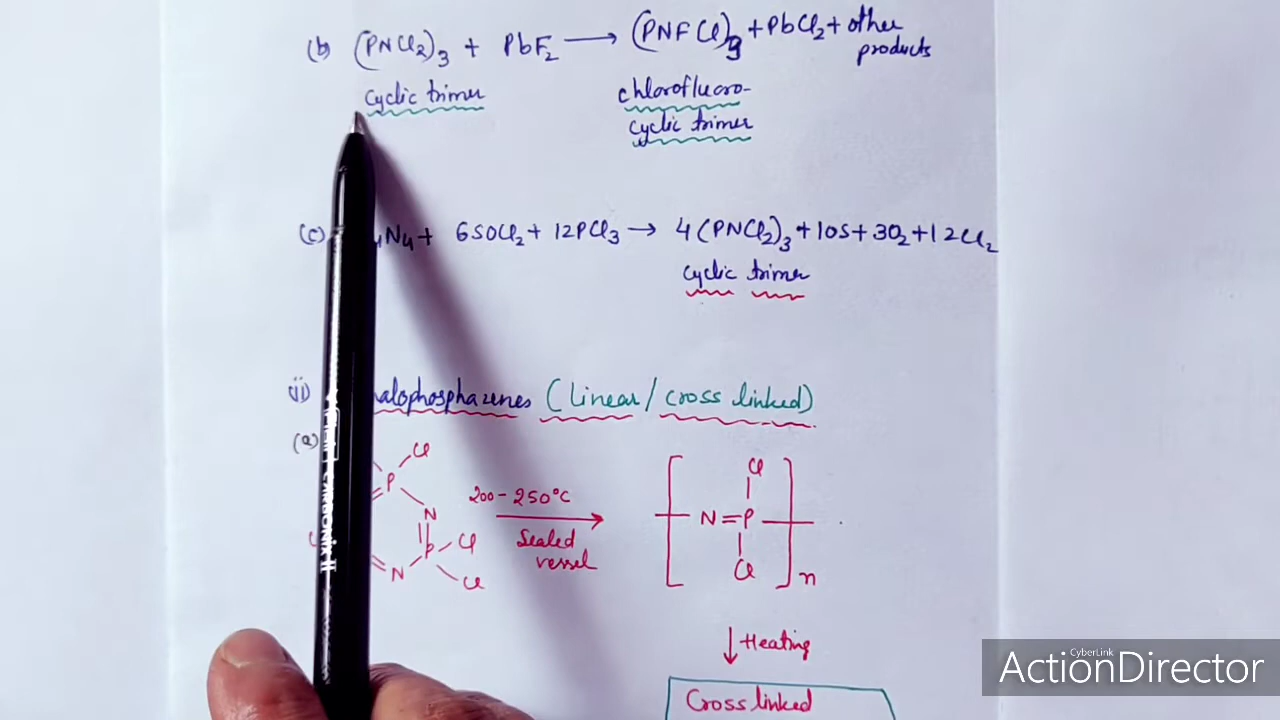 (b) (PNCl₂)₃ + PbF₂ ⟶ (PNFCl)₃ + PbCl₂ + other products
cyclic trimer
chlorofluoro-
cyclic trimer
(c) ₄N₄ + 6SOCl₂ + 12PCl₃ → 4(PNCl₂)₃ + 10S + 3O₂ + 12Cl₂
cyclic trimer
(ii) alophosphazenes (linear / cross linked)
(a)
Cl
P
N
P Cl
N Cl
200-250°C
Sealed
vessel
Cl
[ N=P ]n
Cl
↓ Heating
Cross linked
CyberLink
ActionDirector